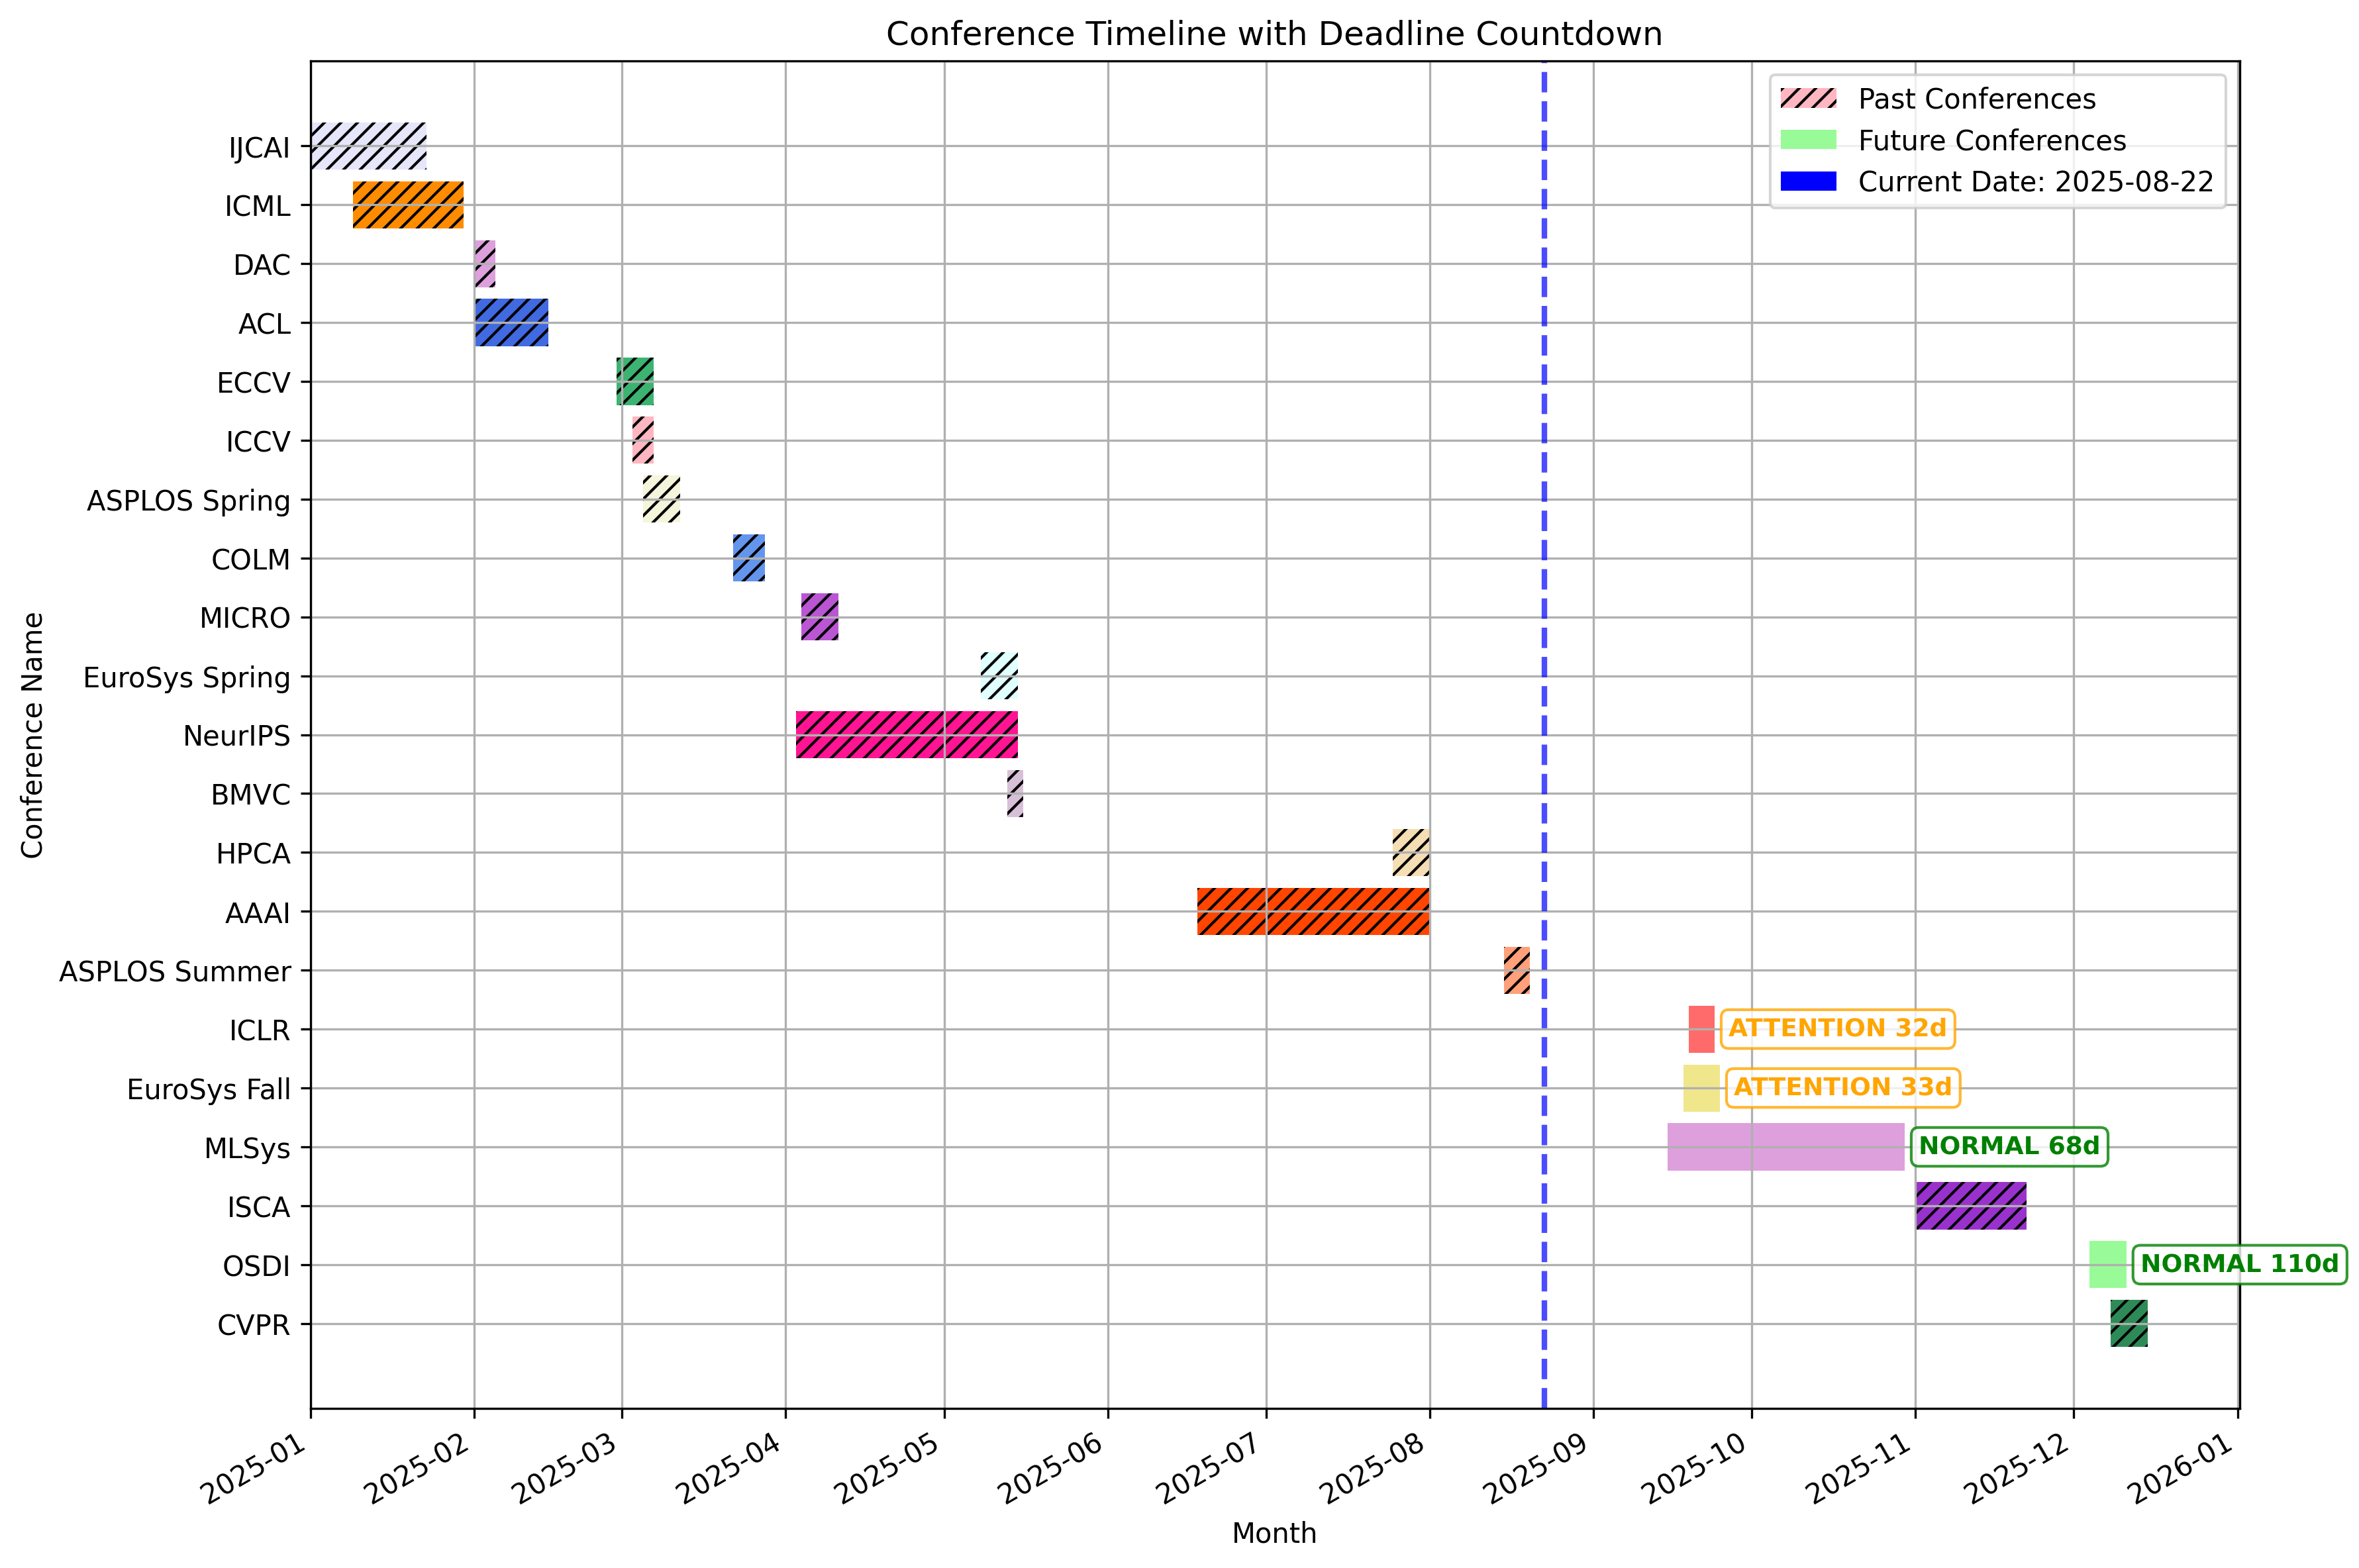 Conference Timeline with Deadline Countdown
Past Conferences
Future Conferences
Current Date: 2025-08-22
Conference Name
IJCAI
ICML
DAC
ACL
ECCV
ICCV
ASPLOS Spring
COLM
MICRO
EuroSys Spring
NeurIPS
BMVC
HPCA
AAAI
ASPLOS Summer
ICLR
ATTENTION 32d
EuroSys Fall
ATTENTION 33d
MLSys
NORMAL 68d
ISCA
OSDI
NORMAL 110d
CVPR
2025-01
2025-02
2025-03
2025-04
2025-05
2025-06
2025-07
2025-08
2025-09
2025-10
2025-11
2025-12
2026-01
Month